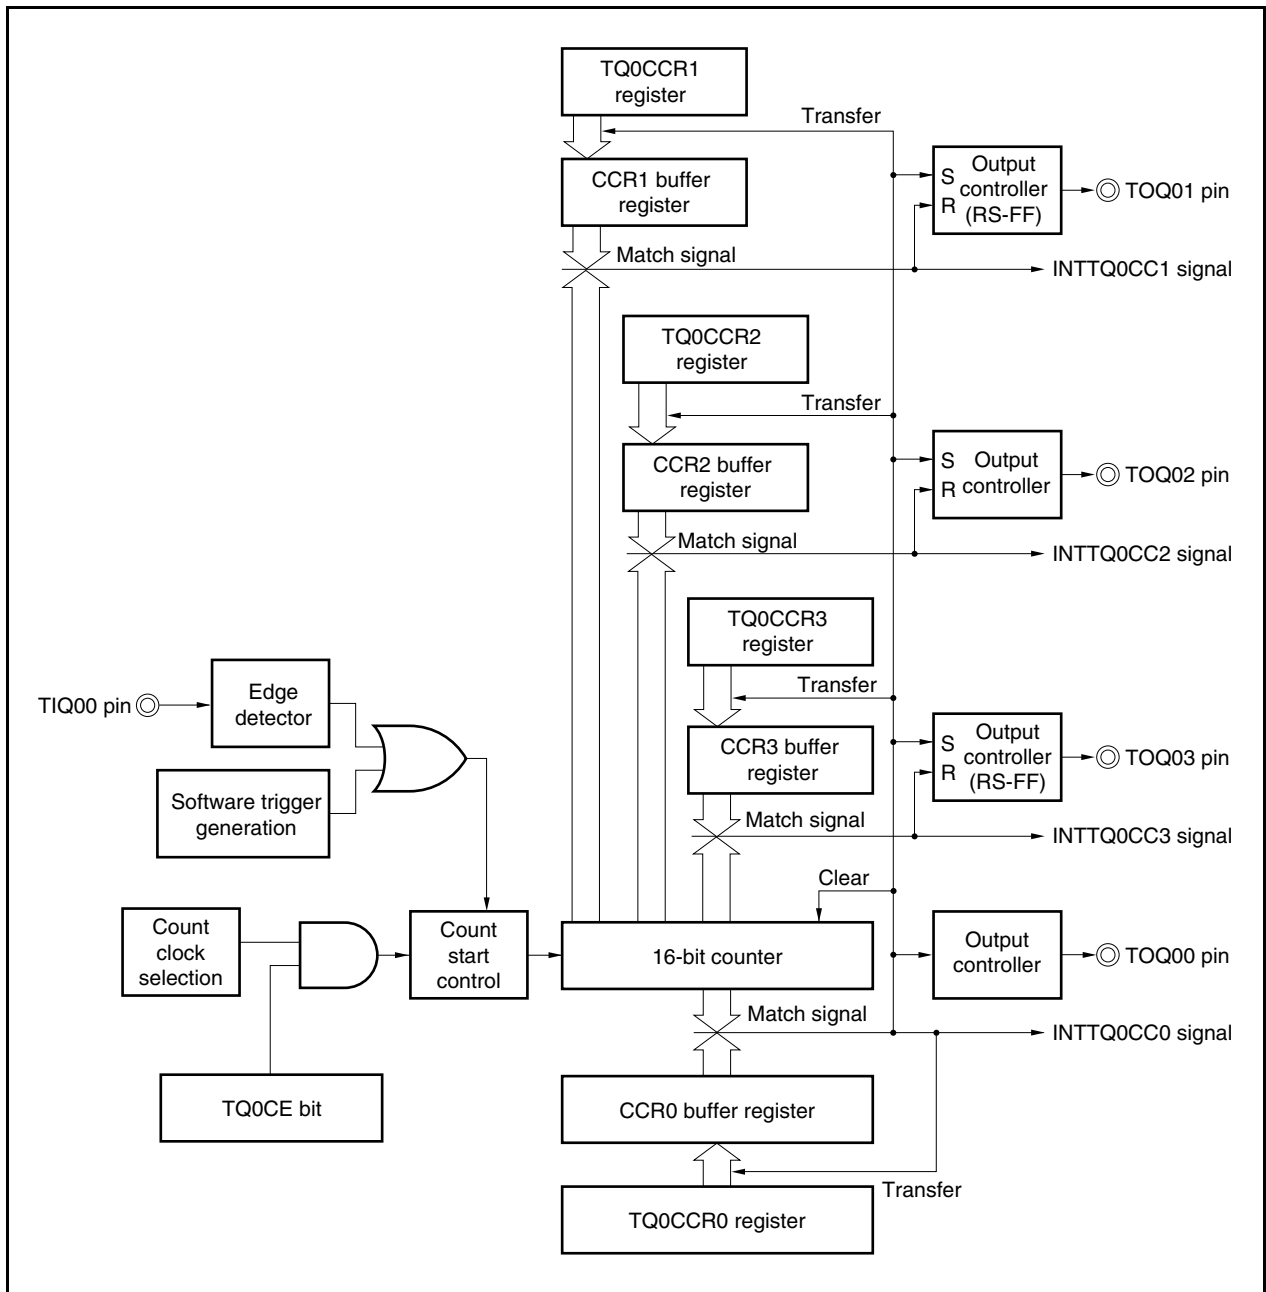 TQ0CCR1
register
Transfer
CCR1 buffer
register
S
R
Output
controller
(RS-FF)
TOQ01 pin
Match signal
INTTQ0CC1 signal
TQ0CCR2
register
Transfer
CCR2 buffer
register
S
R
Output
controller
TOQ02 pin
Match signal
INTTQ0CC2 signal
TQ0CCR3
register
Transfer
CCR3 buffer
register
S
R
Output
controller
(RS-FF)
TOQ03 pin
Match signal
INTTQ0CC3 signal
TIQ00 pin
Edge
detector
Software trigger
generation
Clear
Count
clock
selection
Count
start
control
16-bit counter
Output
controller
TOQ00 pin
Match signal
INTTQ0CC0 signal
TQ0CE bit
CCR0 buffer register
Transfer
TQ0CCR0 register